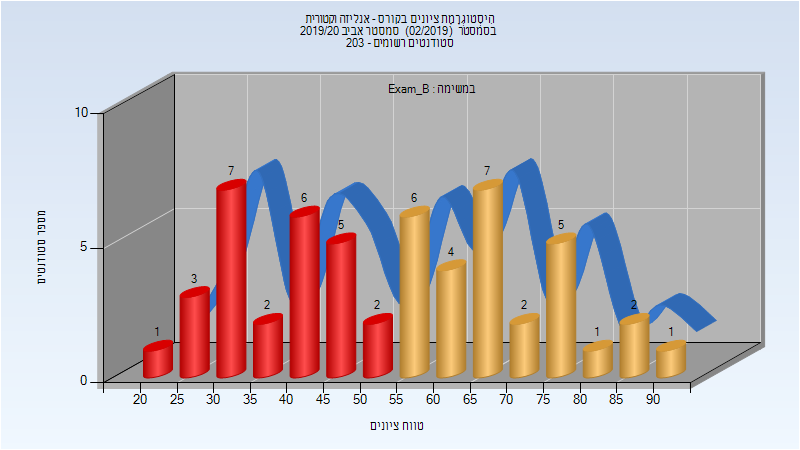 היסטוגרמת ציונים בקורס - אנליזה וקטורית
בסמסטר (02/2019) סמסטר אביב 2019/20
סטודנטים רשומים - 203
במשימה : Exam_B
מספר סטודנטים
10
5
0
1
3
7
2
6
5
2
6
4
7
2
5
1
2
1
20 25 30 35 40 45 50 55 60 65 70 75 80 85 90
טווח ציונים